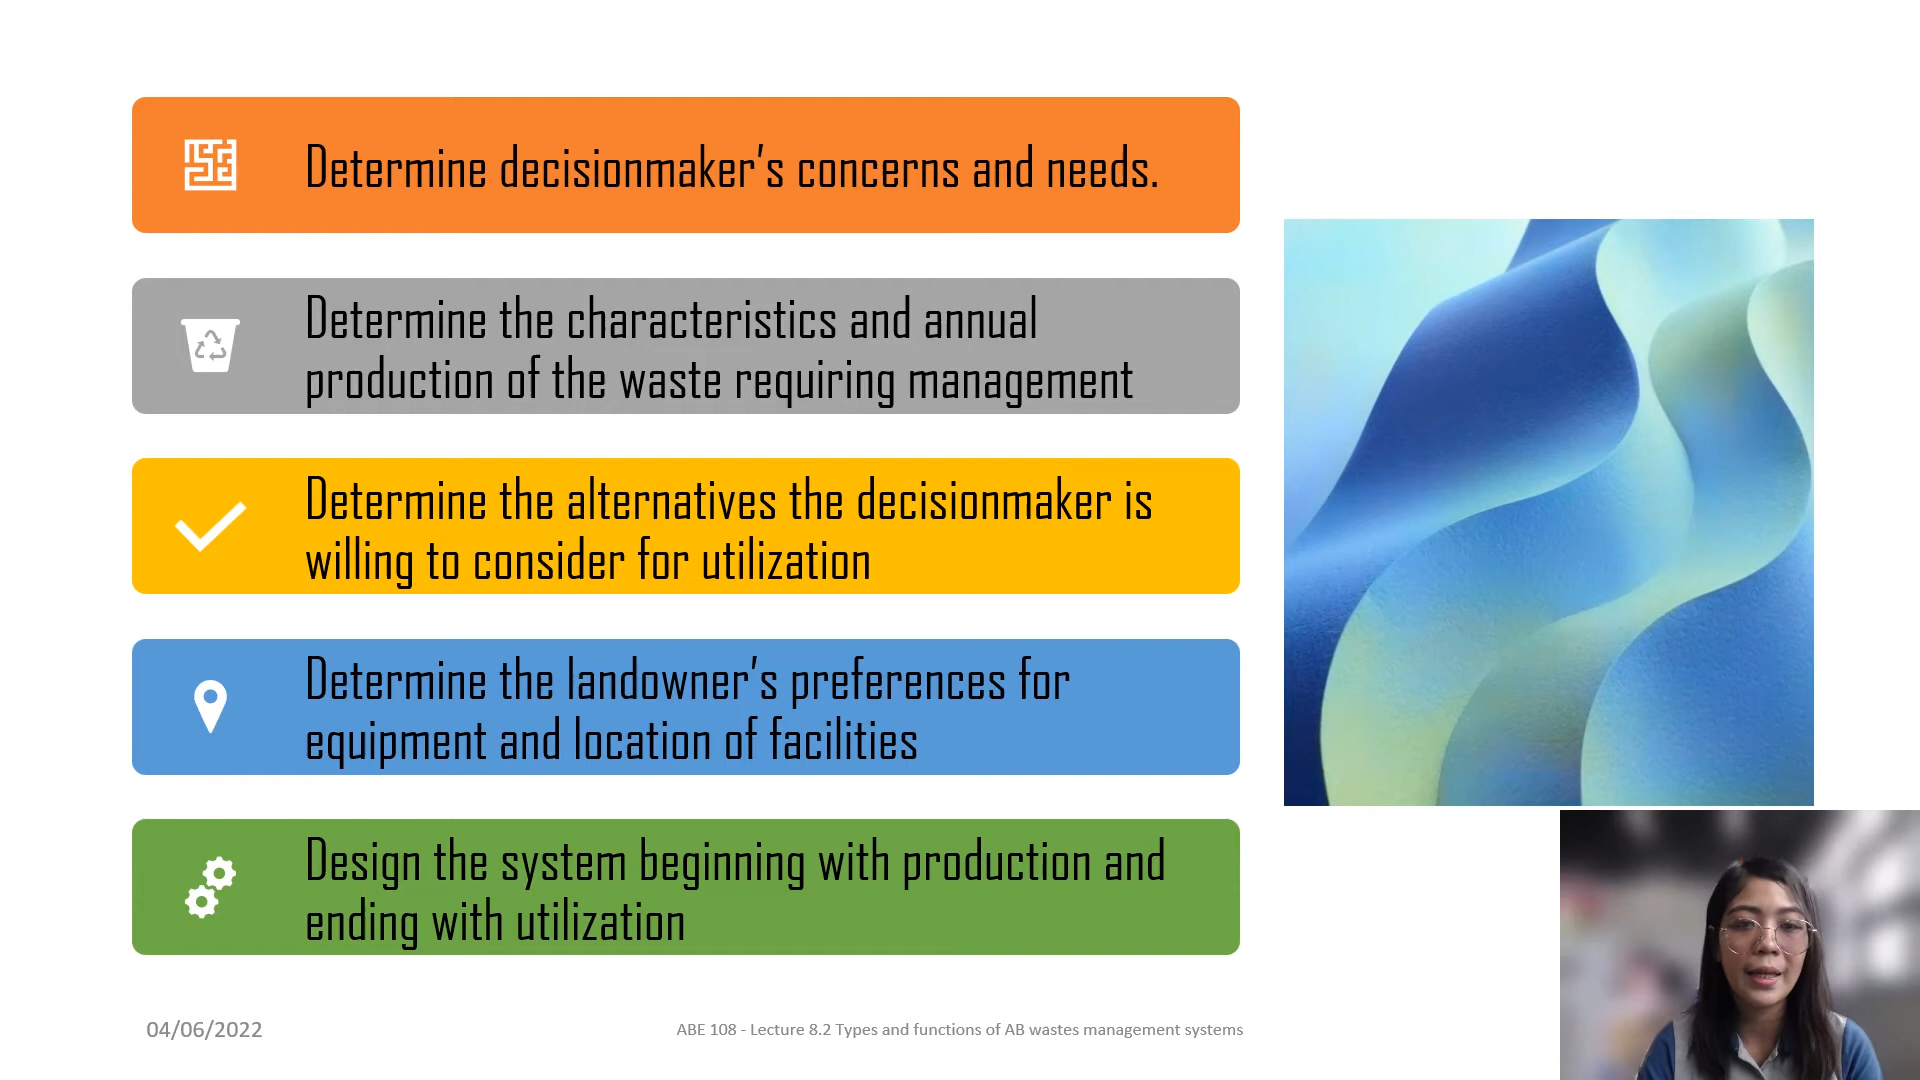 Determine decisionmaker's concerns and needs.
Determine the characteristics and annual
production of the waste requiring management
Determine the alternatives the decisionmaker is
willing to consider for utilization
Determine the landowner's preferences for
equipment and location of facilities
Design the system beginning with production and
ending with utilization
04/06/2022
ABE 108 - Lecture 8.2 Types and functions of AB wastes management systems